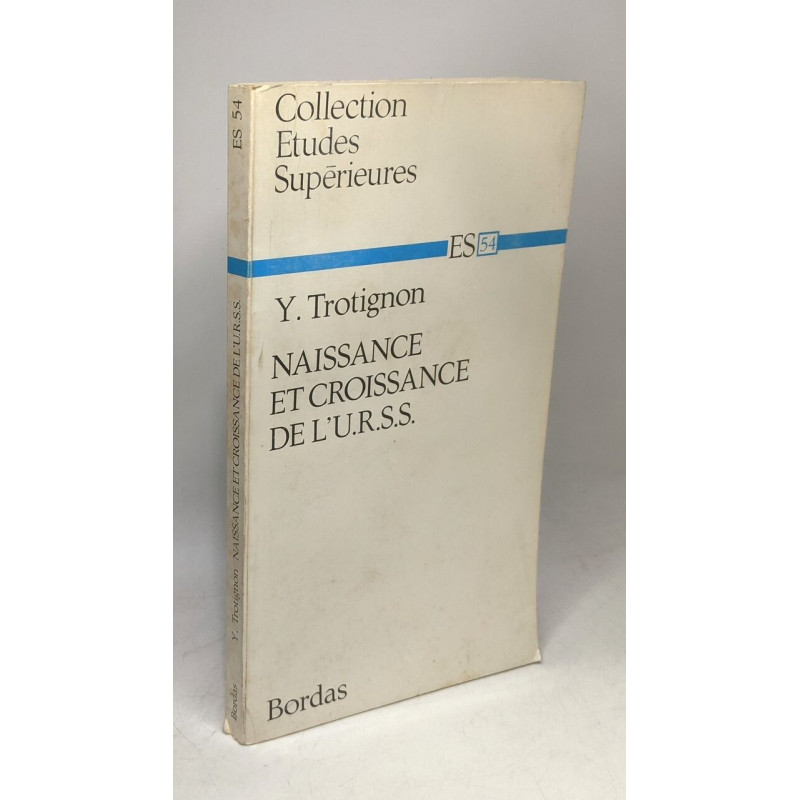 Collection
Etudes
Supērieures
ES 54
Y. Trotignon
NAISSANCE
ET CROISSANCE
DE L'U.R.S.S.
Bordas
ES 54
Bordas Y. Trotignon NAISSANCE ET CROISSANCE DE L'U.R.S.S.